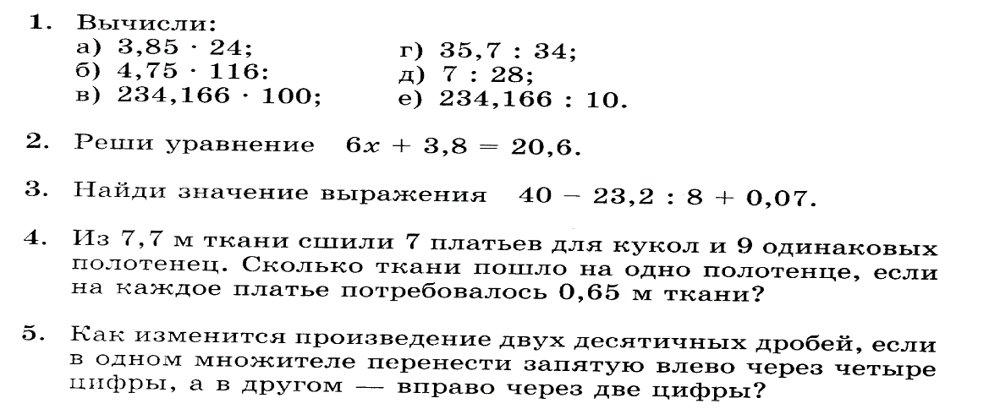 1. Вычисли:
а) 3,85 · 24; г) 35,7 : 34;
б) 4,75 · 116: д) 7 : 28;
в) 234,166 · 100; е) 234,166 : 10.
2. Реши уравнение 6x + 3,8 = 20,6.
3. Найди значение выражения 40 − 23,2 : 8 + 0,07.
4. Из 7,7 м ткани сшили 7 платьев для кукол и 9 одинаковых
полотенец. Сколько ткани пошло на одно полотенце, если
на каждое платье потребовалось 0,65 м ткани?
5. Как изменится произведение двух десятичных дробей, если
в одном множителе перенести запятую влево через четыре
цифры, а в другом — вправо через две цифры?